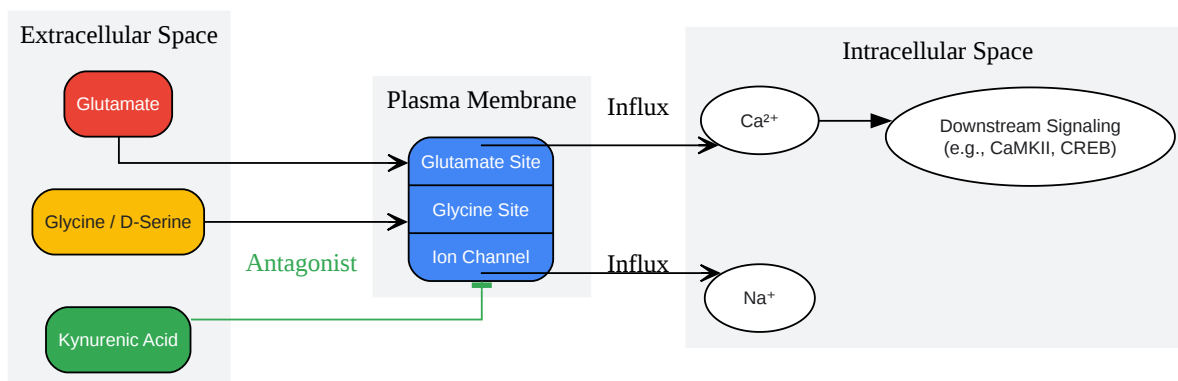 Extracellular Space
Glutamate
Glycine / D-Serine
Kynurenic Acid
Antagonist
Plasma Membrane
Glutamate Site
Glycine Site
Ion Channel
Influx
Influx
Intracellular Space
Ca²⁺
Downstream Signaling
(e.g., CaMKII, CREB)
Na⁺